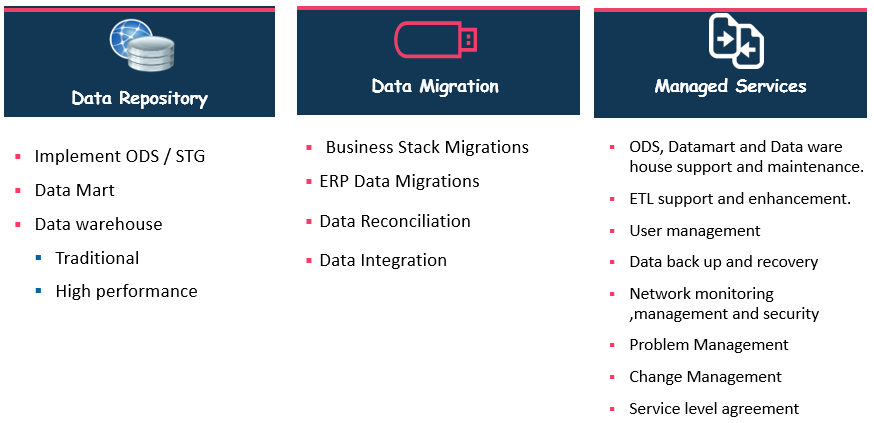 Data Repository
Implement ODS / STG
Data Mart
Data warehouse
Traditional
High performance
Data Migration
Business Stack Migrations
ERP Data Migrations
Data Reconciliation
Data Integration
Managed Services
ODS, Datamart and Data ware
house support and maintenance.
ETL support and enhancement.
User management
Data back up and recovery
Network monitoring
,management and security
Problem Management
Change Management
Service level agreement